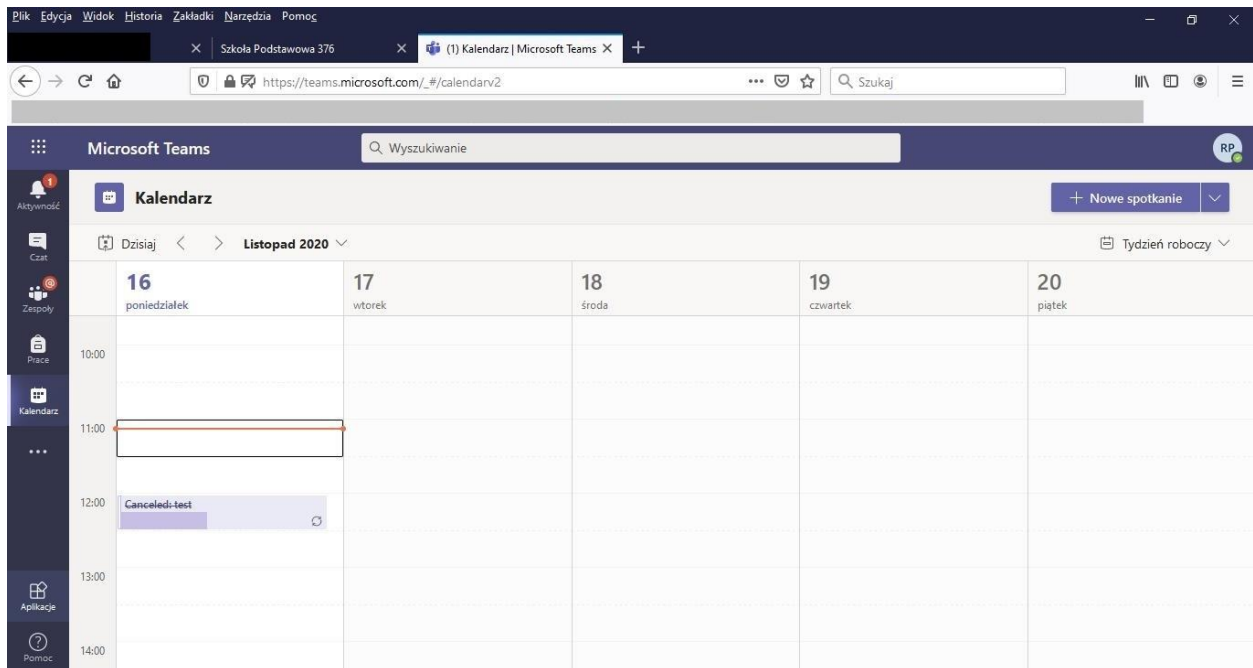 Plik Edycja Widok Historia Zakładki Narzędzia Pomoc
Szkoła Podstawowa 376
(1) Kalendarz | Microsoft Teams
https://teams.microsoft.com/_#/calendarv2
Szukaj
Microsoft Teams
Wyszukiwanie
RP
1
Aktywność
Kalendarz
+ Nowe spotkanie
Czat
Dzisiaj
Listopad 2020
Tydzień roboczy
@
Zespoły
16
poniedziałek
17
wtorek
18
środa
19
czwartek
20
piątek
Prace
10:00
Kalendarz
11:00
12:00
Canceled: test
13:00
Aplikacje
14:00
Pomoc